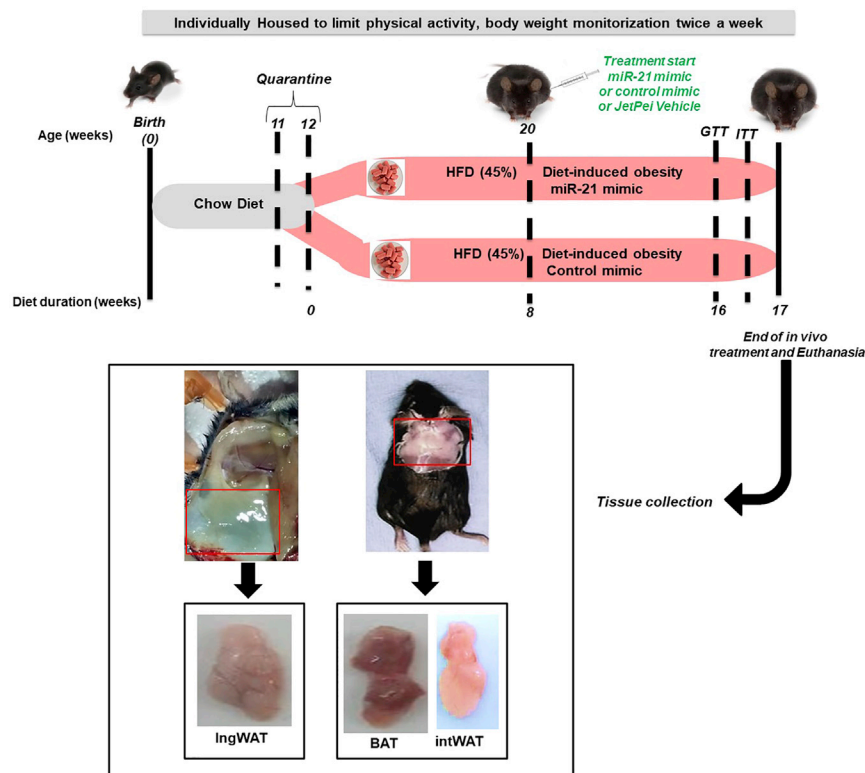 Individually Housed to limit physical activity, body weight monitorization twice a week
Treatment start
miR-21 mimic
or control mimic
or JetPei Vehicle
Quarantine
Age (weeks)
Birth
(0)
11
12
20
GTT
ITT
HFD (45%)
Diet-induced obesity
miR-21 mimic
Chow Diet
HFD (45%)
Diet-induced obesity
Control mimic
Diet duration (weeks)
0
8
16
17
End of in vivo
treatment and Euthanasia
Tissue collection
IngWAT
BAT
intWAT